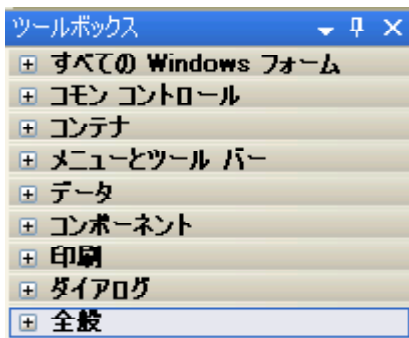 ツールボックス
すべての Windows フォーム
コモン コントロール
コンテナ
メニューとツール バー
データ
コンポーネント
印刷
ダイアログ
全般